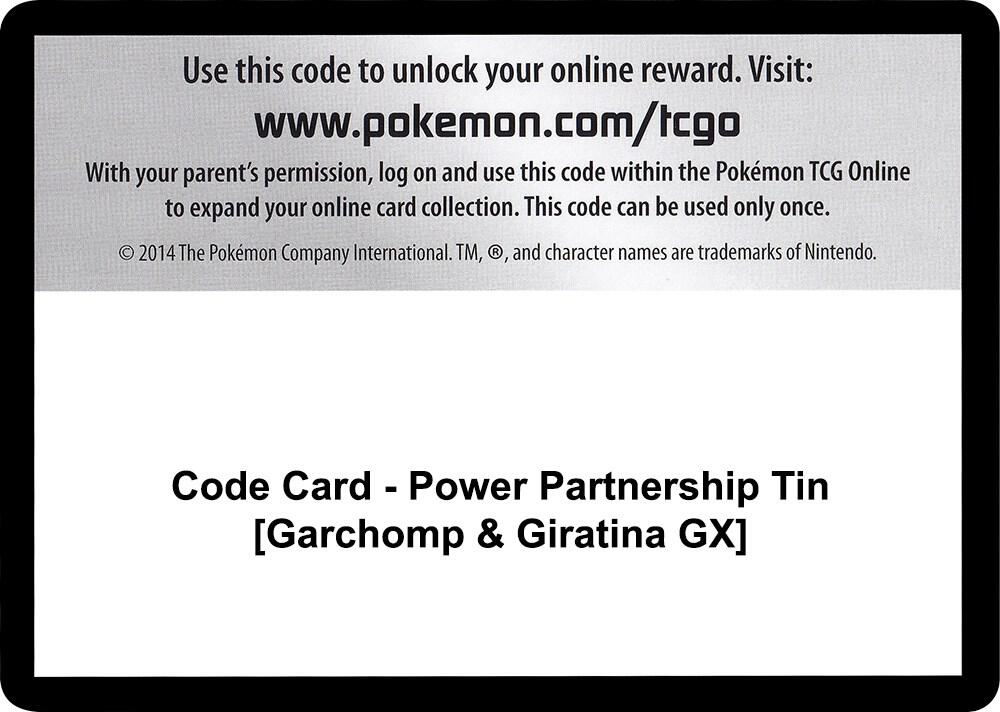 Use this code to unlock your online reward. Visit:
www.pokemon.com/tcgo
With your parent's permission, log on and use this code within the Pokémon TCG Online
to expand your online card collection. This code can be used only once.
© 2014 The Pokémon Company International. TM, ®, and character names are trademarks of Nintendo.
Code Card - Power Partnership Tin
[Garchomp & Giratina GX]